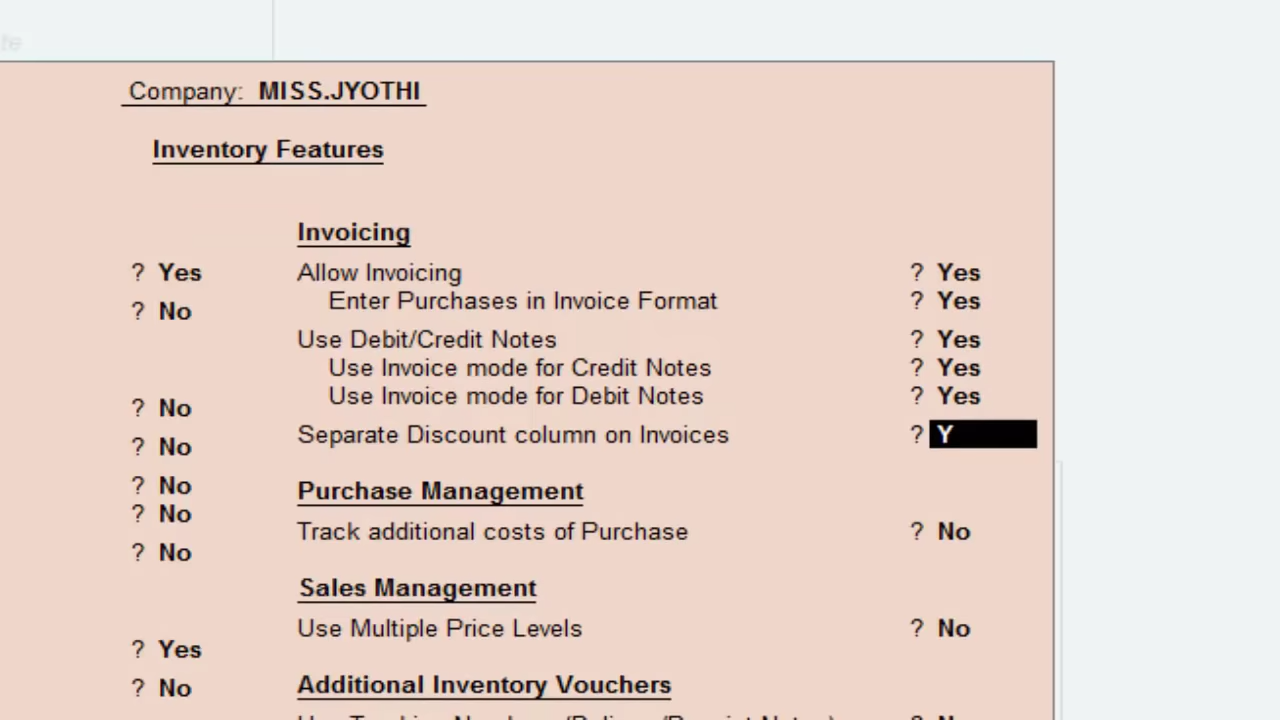 Company: MISS.JYOTHI
Inventory Features
Invoicing
? Yes Allow Invoicing ? Yes
Enter Purchases in Invoice Format ? Yes
? No
Use Debit/Credit Notes ? Yes
Use Invoice mode for Credit Notes ? Yes
Use Invoice mode for Debit Notes ? Yes
? No
Separate Discount column on Invoices ? Y
? No
? No Purchase Management
? No
Track additional costs of Purchase ? No
? No
Sales Management
Use Multiple Price Levels ? No
? Yes
? No Additional Inventory Vouchers